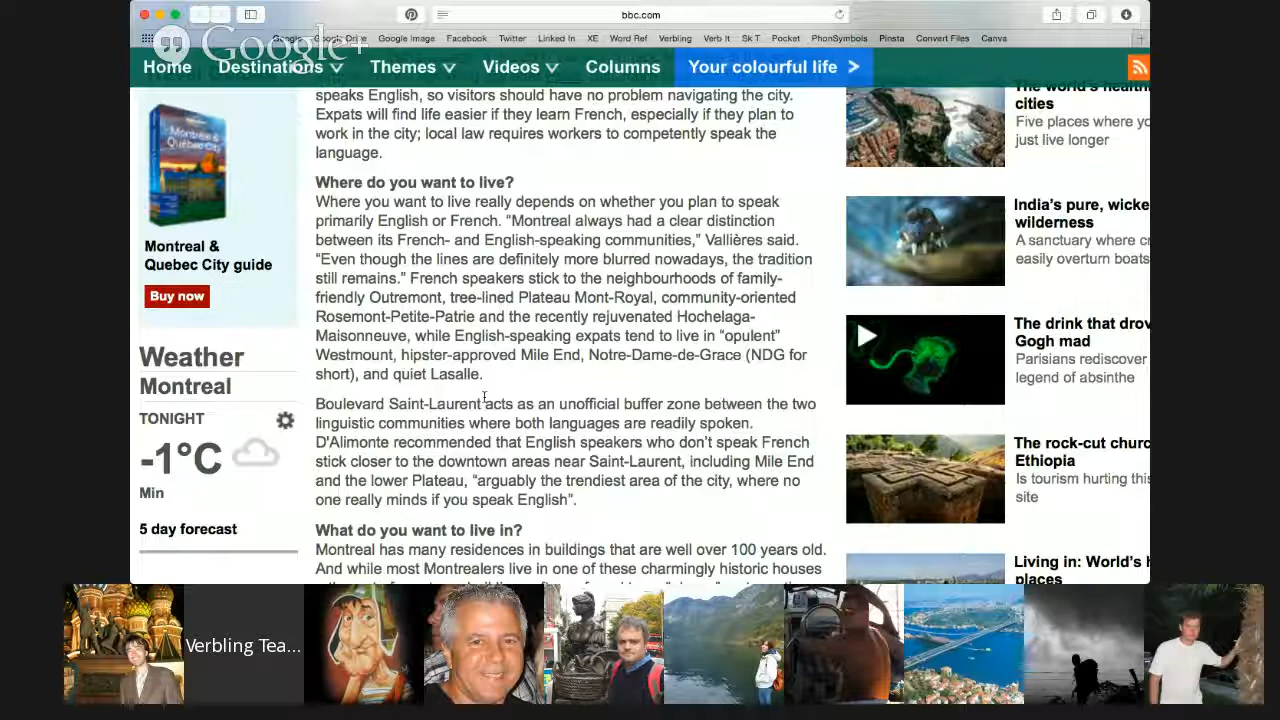 bbc.com
Google+
Google Drive Google Image Facebook Twitter Linked In XE Word Ref Verbling Verb It Sk T Pocket PhonSymbols Pinsta Convert Files Canva
Home Destinations Themes Videos Columns Your colourful life >
speaks English, so visitors should have no problem navigating the city.
Expats will find life easier if they learn French, especially if they plan to
work in the city; local law requires workers to competently speak the
language.
Where do you want to live?
Where you want to live really depends on whether you plan to speak
primarily English or French. “Montreal always had a clear distinction
between its French- and English-speaking communities,” Vallières said.
“Even though the lines are definitely more blurred nowadays, the tradition
still remains.” French speakers stick to the neighbourhoods of family-
friendly Outremont, tree-lined Plateau Mont-Royal, community-oriented
Rosemont-Petite-Patrie and the recently rejuvenated Hochelaga-
Maisonneuve, while English-speaking expats tend to live in “opulent”
Westmount, hipster-approved Mile End, Notre-Dame-de-Grace (NDG for
short), and quiet Lasalle.
Boulevard Saint-Laurent acts as an unofficial buffer zone between the two
linguistic communities where both languages are readily spoken.
D'Alimonte recommended that English speakers who don’t speak French
stick closer to the downtown areas near Saint-Laurent, including Mile End
and the lower Plateau, “arguably the trendiest area of the city, where no
one really minds if you speak English”.
What do you want to live in?
Montreal has many residences in buildings that are well over 100 years old.
And while most Montrealers live in one of these charmingly historic houses
Montreal &
Quebec City
Montreal &
Quebec City guide
Buy now
Weather
Montreal
TONIGHT
-1°C
Min
5 day forecast
The world's
cities
Five places where yo
just live longer
India’s pure, wicke
wilderness
A sanctuary where cr
easily overturn boats
The drink that drov
Gogh mad
Parisians rediscover
legend of absinthe
The rock-cut churc
Ethiopia
Is tourism hurting this
site
Living in: World’s
places
Verbling Tea...